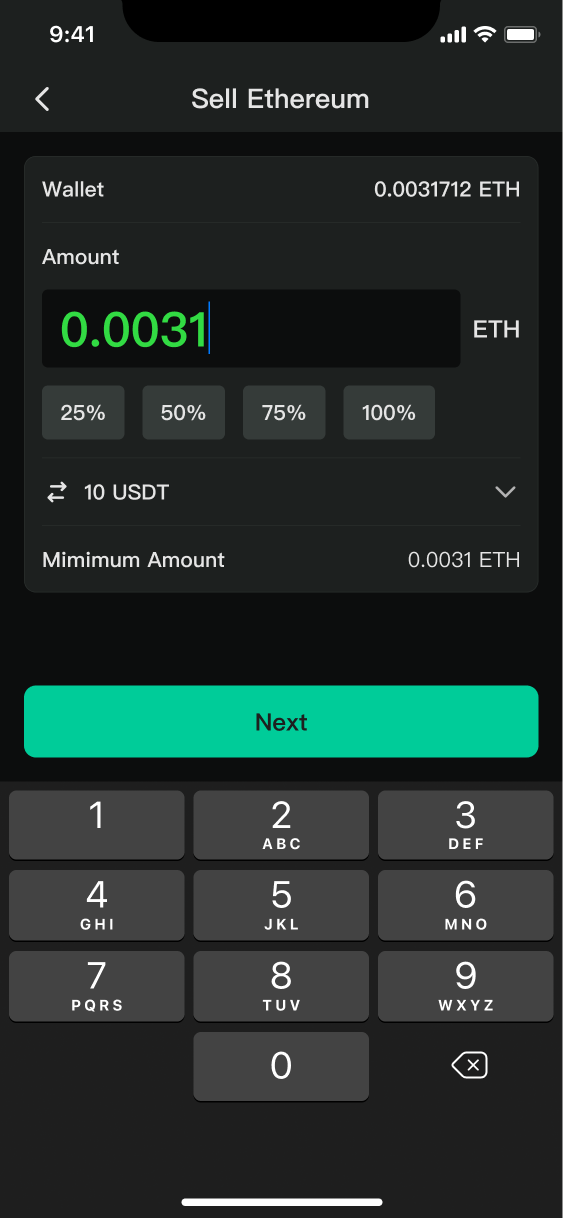 9:41
Sell Ethereum
Wallet 0.0031712 ETH
Amount
0.0031 ETH
25% 50% 75% 100%
10 USDT
Mimimum Amount 0.0031 ETH
Next
1 2 3
ABC DEF
4 5 6
GHI JKL MNO
7 8 9
PQRS TUV WXYZ
0